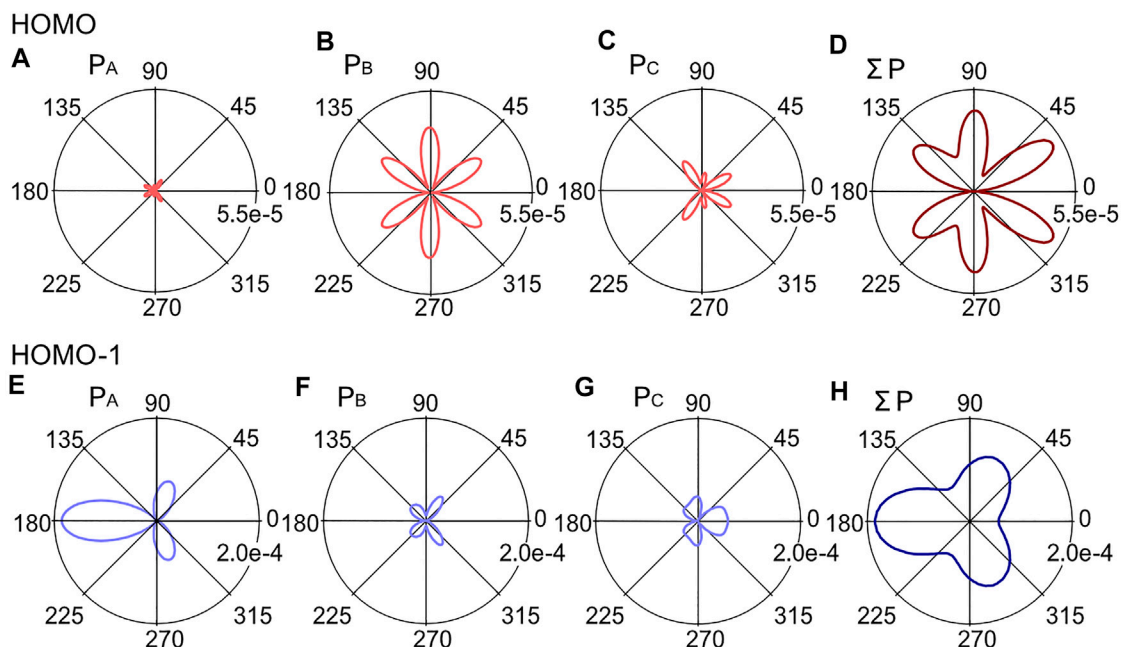 HOMO
A PA 90 135 45 180 0 5.5e-5 225 315 270
B PB 90 135 45 180 0 5.5e-5 225 315 270
C PC 90 135 45 180 0 5.5e-5 225 315 270
D ΣP 90 135 45 180 0 5.5e-5 225 315 270
HOMO-1
E PA 90 135 45 180 0 2.0e-4 225 315 270
F PB 90 135 45 180 0 2.0e-4 225 315 270
G PC 90 135 45 180 0 2.0e-4 225 315 270
H ΣP 90 135 45 180 0 2.0e-4 225 315 270